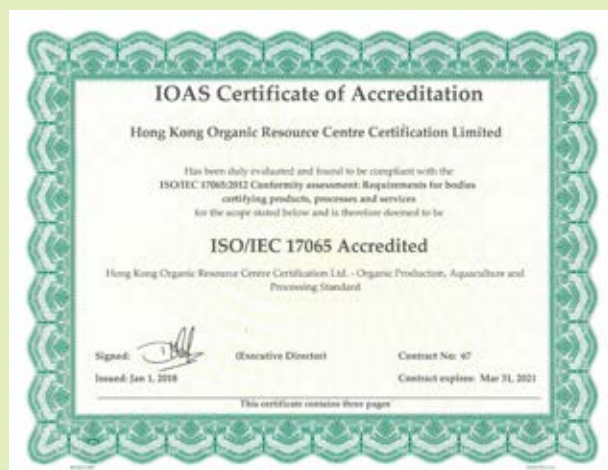 IOAS Certificate of Accreditation
Hong Kong Organic Resource Centre Certification Limited
Has been duly evaluated and found to be compliant with the
ISO/IEC 17065:2012 Conformity assessment: Requirements for bodies
certifying products, processes and services
for the scope stated below and is therefore deemed to be
ISO/IEC 17065 Accredited
Hong Kong Organic Resource Centre Certification Ltd. - Organic Production, Aquaculture and
Processing Standard
Signed: (Executive Director) Contract No: 67
Issued: Jan 1, 2018 Contract expires: Mar 31, 2021
This certificate contains three pages